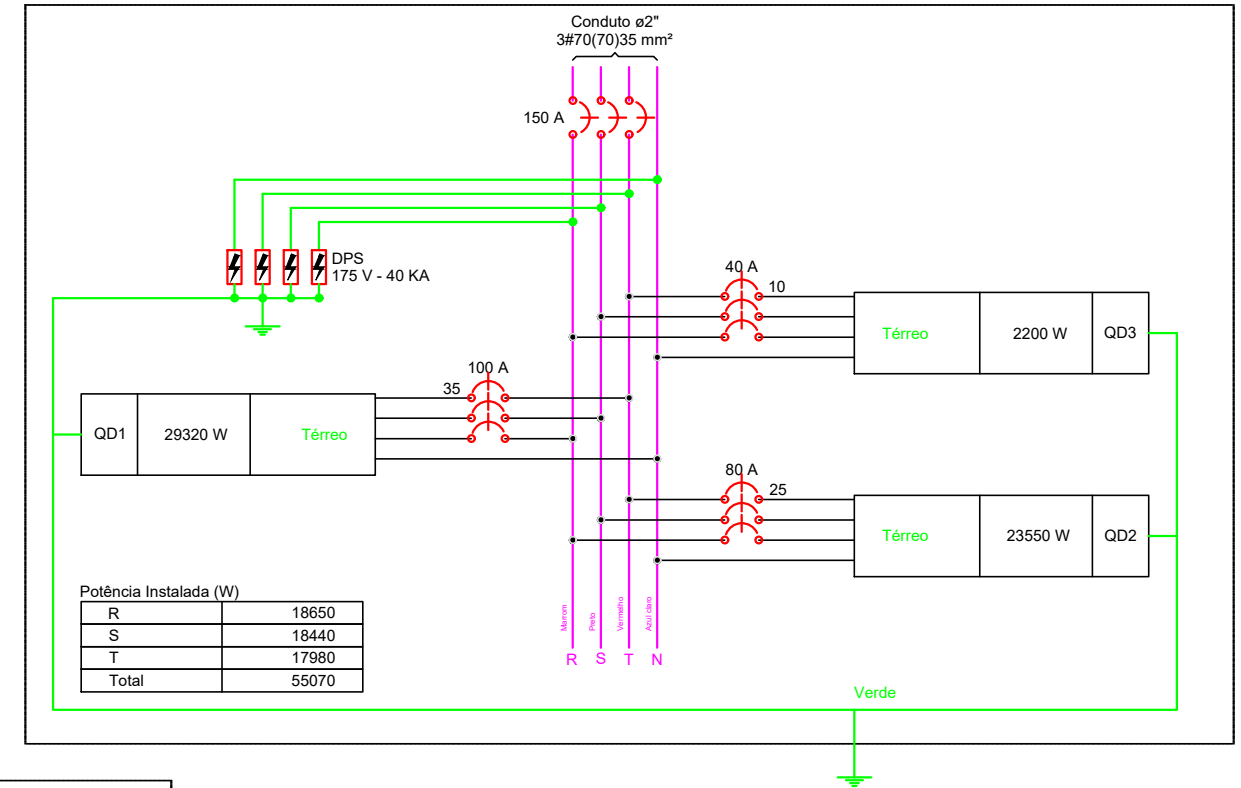 Conduto ø2"
3#70(70)35 mm²
150 A
DPS
175 V - 40 KA
40 A
10
Térreo
2200 W
QD3
100 A
35
QD1
29320 W
Térreo
80 A
25
Térreo
23550 W
QD2
Potência Instalada (W)
R 18650
S 18440
T 17980
Total 55070
Marrom
Preto
Vermelho
Azul claro
R S T N
Verde